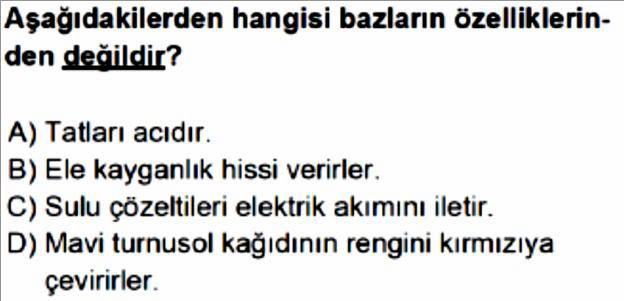 Aşağıdakilerden hangisi bazların özelliklerin-
den değildir?
A) Tatları acıdır.
B) Ele kayganlık hissi verirler.
C) Sulu çözeltileri elektrik akımını iletir.
D) Mavi turnusol kağıdının rengini kırmızıya
çevirirler.